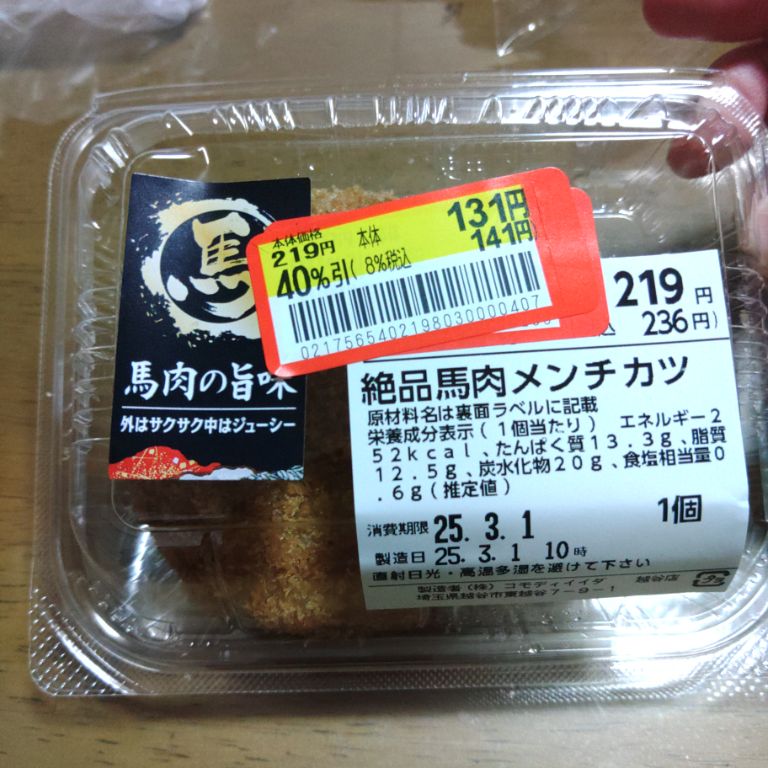 馬
馬肉の旨味
外はサクサク中はジューシー
本体価格
219円
本体
131円
141円)
40%引( 8%税込
0217565402198030000407
219円
236円)
絶品馬肉メンチカツ
原材料名は裏面ラベルに記載
栄養成分表示(1個当たり) エネルギー2
52kcal、たんぱく質13.3g、脂質
12.5g、炭水化物20g、食塩相当量0
.6g(推定値)
1個
消費期限 25.3.1
製造日 25.3.1 10時
直射日光・高温多湿を避けて下さい
製造者(株)コモディイイダ 越谷店
埼玉県越谷市東越谷7-9-1
プラ